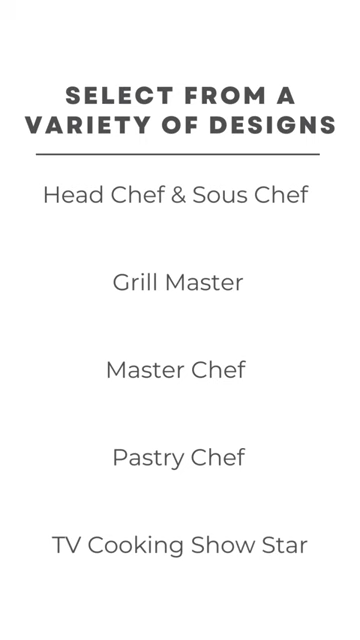 SELECT FROM A
VARIETY OF DESIGNS
Head Chef & Sous Chef
Grill Master
Master Chef
Pastry Chef
TV Cooking Show Star